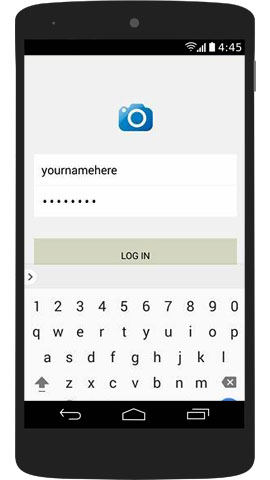 4:45
yournamehere
••••••••
LOG IN
1 2 3 4 5 6 7 8 9 0
q w e r t y u i o p
a s d f g h j k l
z x c v b n m